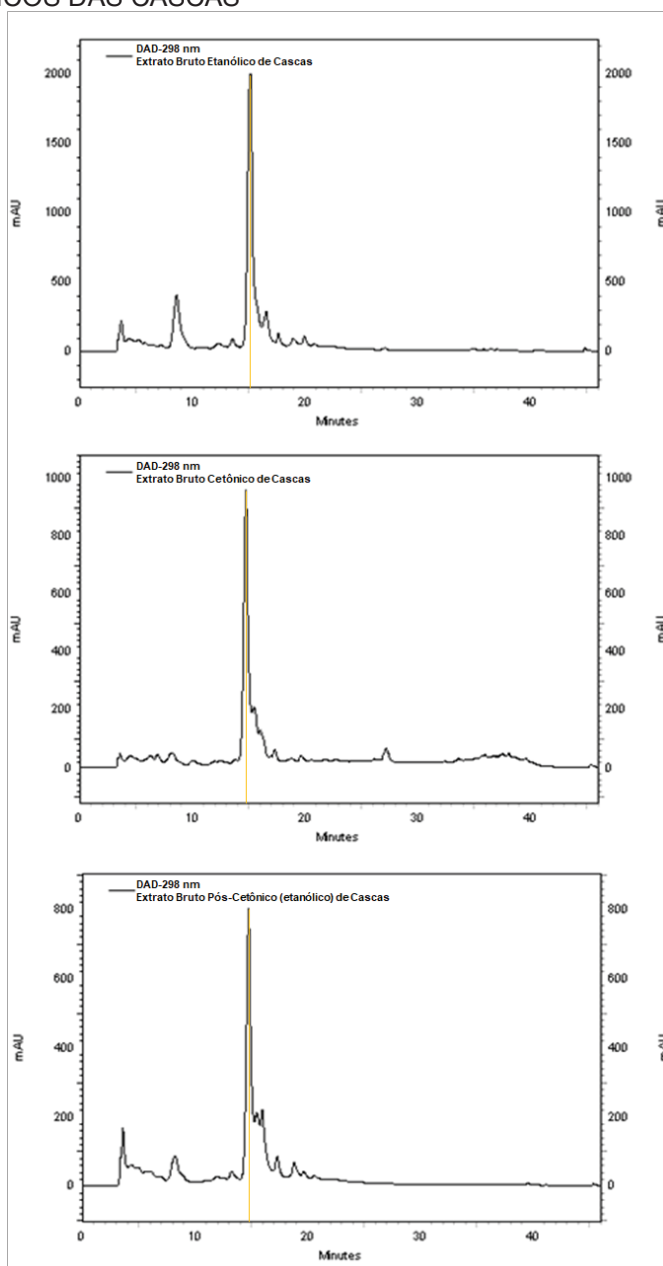 DAD-298 nm
Extrato Bruto Etanólico de Cascas
2000 2000
1500 1500
mAU mAU
1000 1000
500 500
0 0
0 10 20 30 40
Minutes
DAD-298 nm
Extrato Bruto Cetônico de Cascas
1000 1000
800 800
600 600
mAU mAU
400 400
200 200
0 0
0 10 20 30 40
Minutes
DAD-298 nm
Extrato Bruto Pós-Cetônico (etanólico) de Cascas
800 800
600 600
mAU mAU
400 400
200 200
0 0
0 10 20 30 40
Minutes